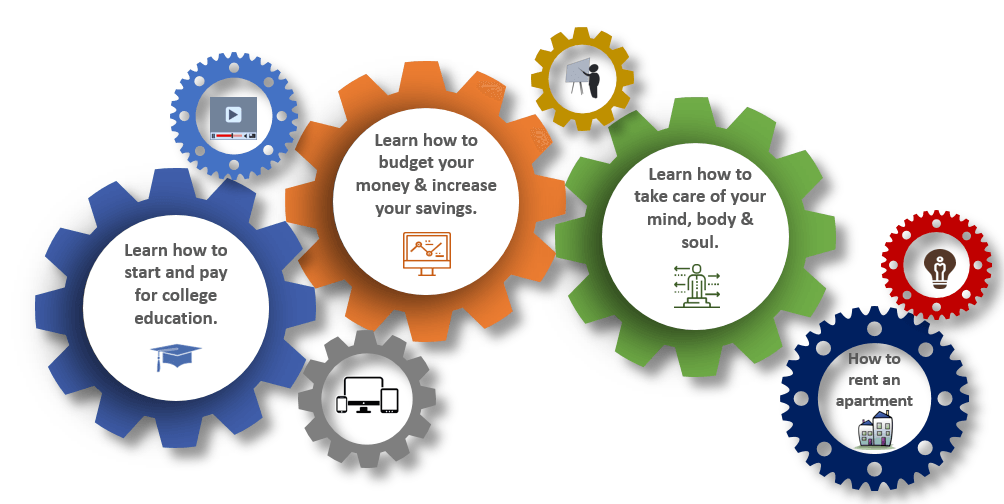 Learn how to
start and pay
for college
education.
Learn how to
budget your
money & increase
your savings.
Learn how to
take care of your
mind, body &
soul.
How to
rent an
apartment